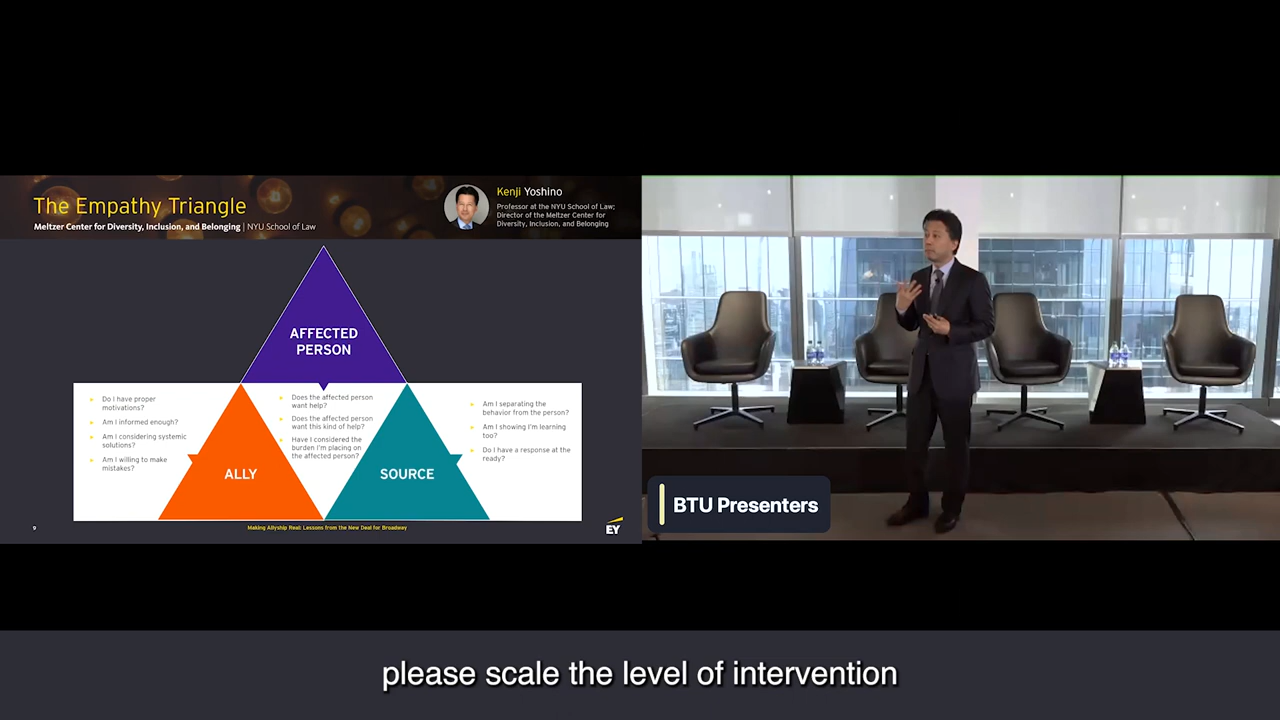 The Empathy Triangle
Meltzer Center for Diversity, Inclusion, and Belonging | NYU School of Law
Kenji Yoshino
Professor at the NYU School of Law;
Director of the Meltzer Center for
Diversity, Inclusion, and Belonging
AFFECTED
PERSON
Do I have proper
motivations?
Am I informed enough?
Am I considering systemic
solutions?
Am I willing to make
mistakes?
Does the affected person
want help?
Does the affected person
want this kind of help?
Have I considered the
burden I'm placing on
the affected person?
Am I separating the
behavior from the person?
Am I showing I'm learning
too?
Do I have a response at the
ready?
ALLY
SOURCE
9
Making Allyship Real: Lessons from the New Deal for Broadway
EY
BTU Presenters
please scale the level of intervention